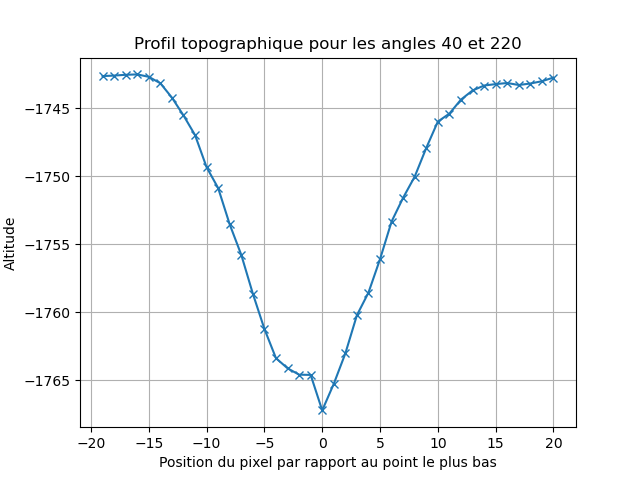 Profil topographique pour les angles 40 et 220
Altitude
−1745
−1750
−1755
−1760
−1765
−20 −15 −10 −5 0 5 10 15 20
Position du pixel par rapport au point le plus bas